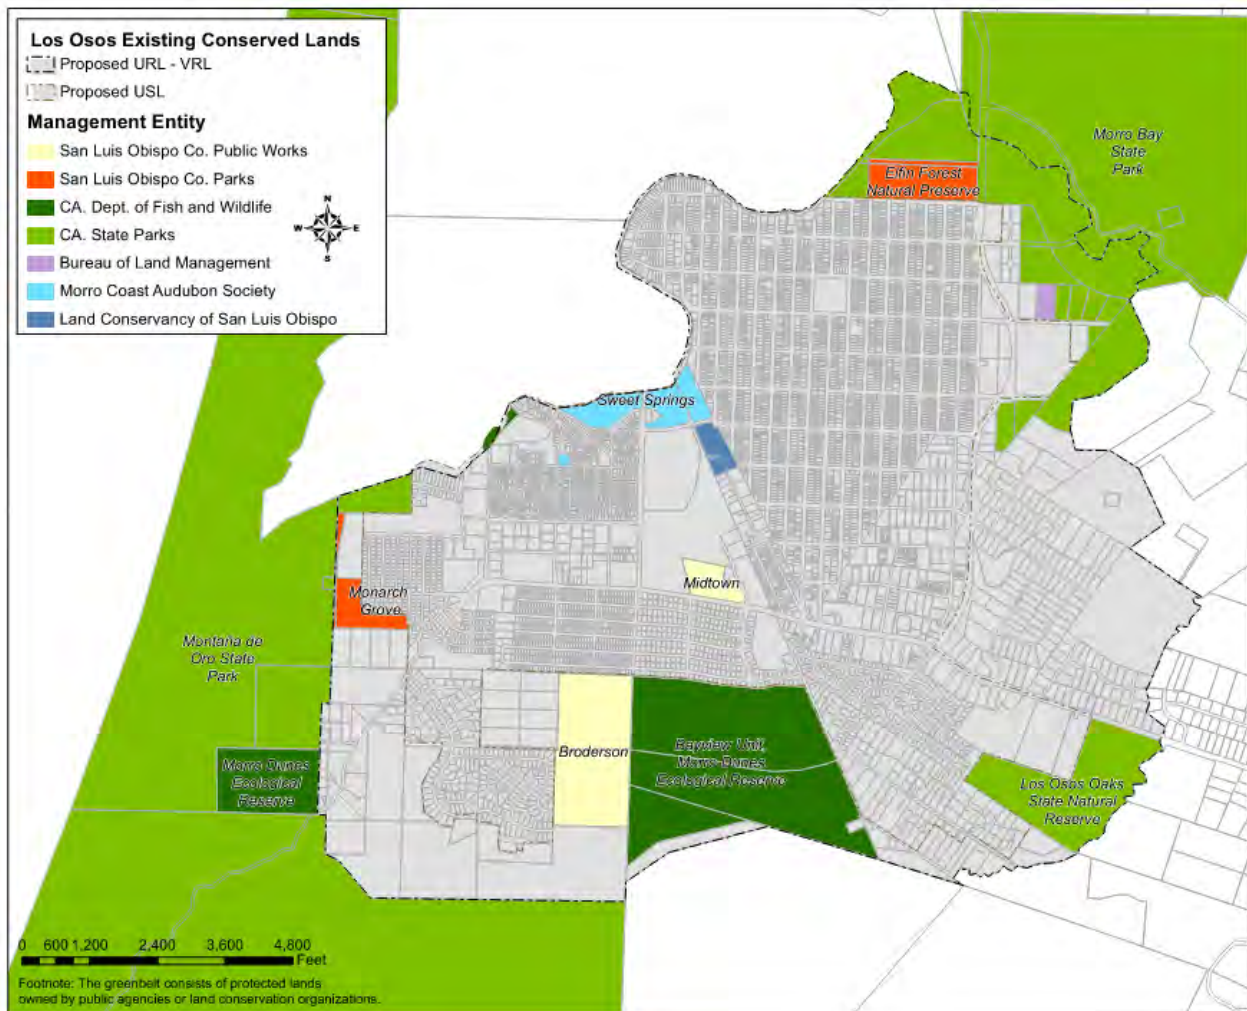 Los Osos Existing Conserved Lands
Proposed URL - VRL
Proposed USL
Management Entity
San Luis Obispo Co. Public Works
San Luis Obispo Co. Parks
CA. Dept. of Fish and Wildlife
CA. State Parks
Bureau of Land Management
Morro Coast Audubon Society
Land Conservancy of San Luis Obispo
N
W
E
S
Morro Bay
State
Park
Elfin Forest
Natural Preserve
Sweet Springs
Midtown
Monarch
Grove
Montaña de
Oro State
Park
Broderson
Bayview Unit,
Morro Dunes
Ecological Reserve
Morro Dunes
Ecological
Reserve
Los Osos Oaks
State Natural
Reserve
0 600 1,200 2,400 3,600 4,800
Feet
Footnote: The greenbelt consists of protected lands
owned by public agencies or land conservation organizations.